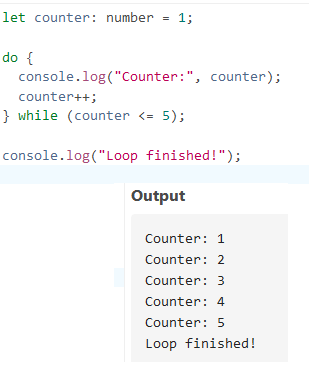 let counter: number = 1;
do {
  console.log("Counter:", counter);
  counter++;
} while (counter <= 5);
console.log("Loop finished!");
Output
Counter: 1
Counter: 2
Counter: 3
Counter: 4
Counter: 5
Loop finished!